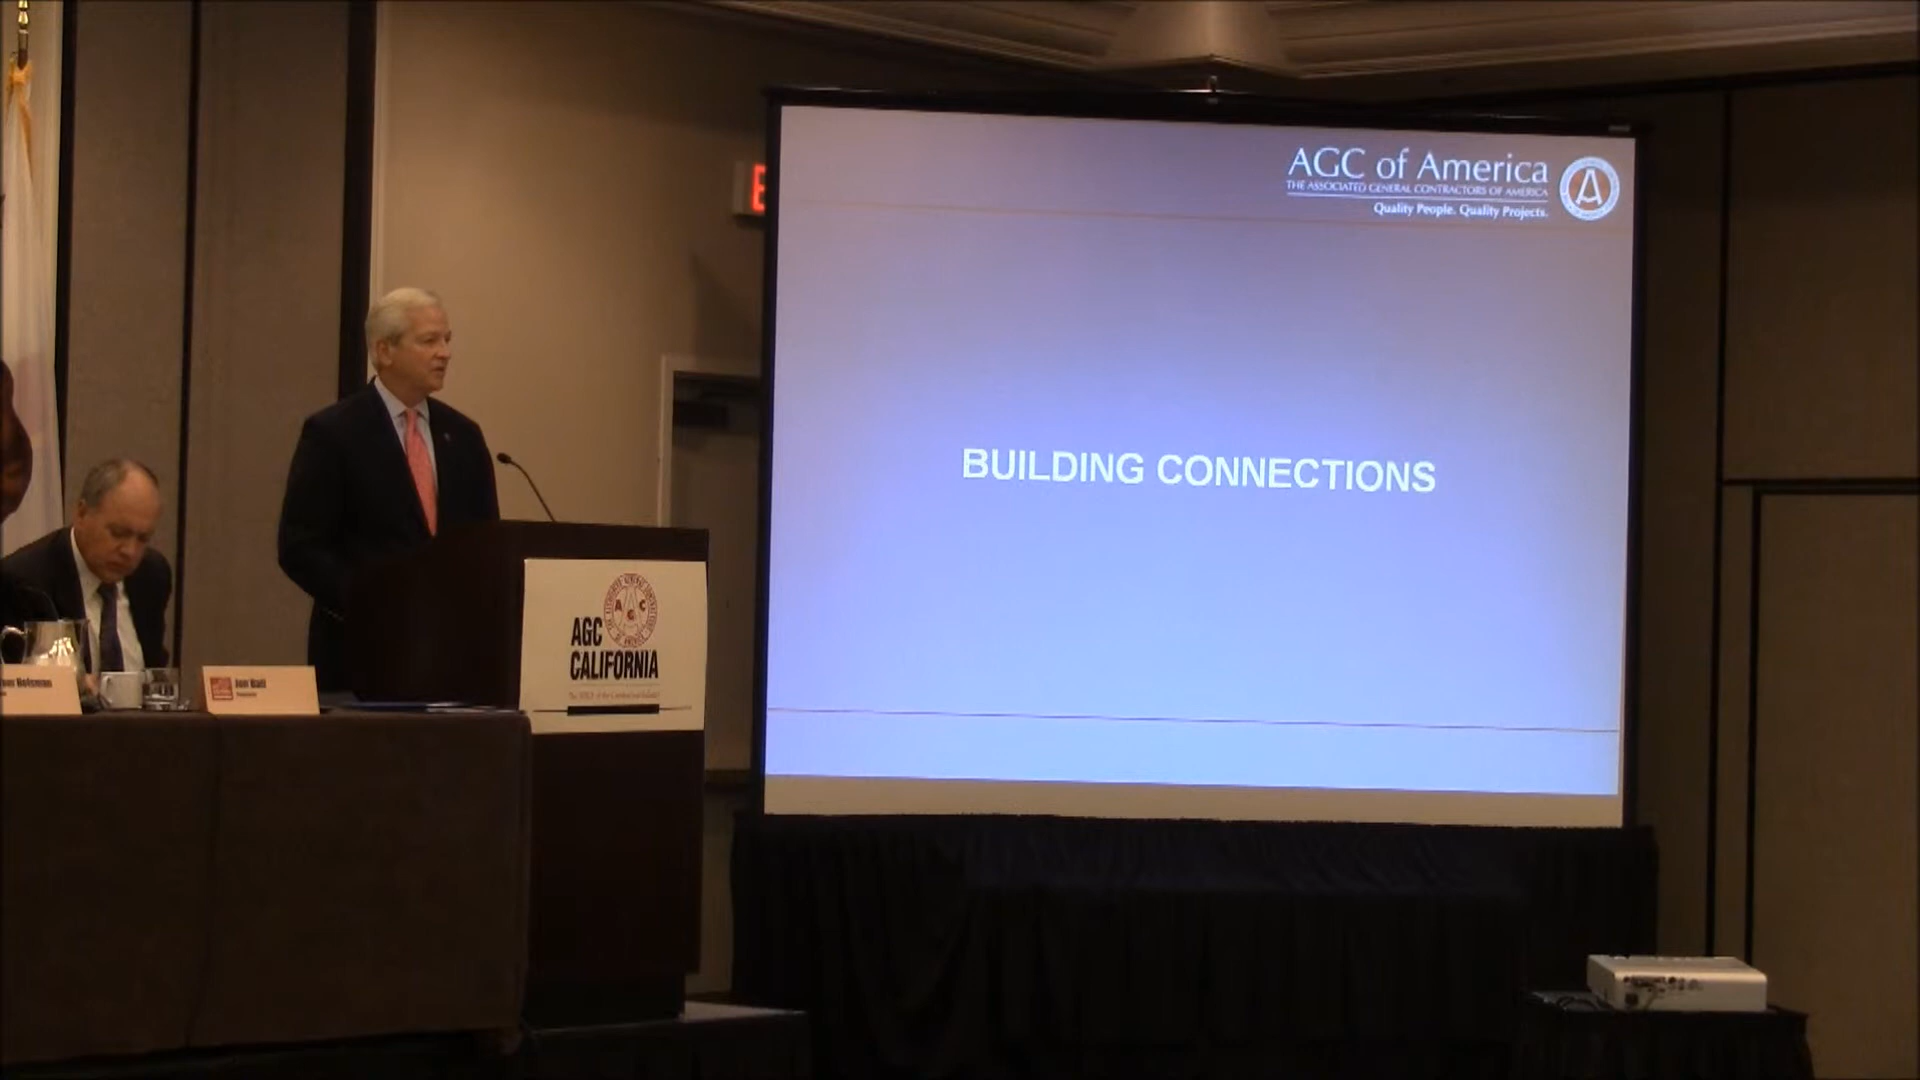 AGC of America
THE ASSOCIATED GENERAL CONTRACTORS OF AMERICA
Quality People. Quality Projects.
A
BUILDING CONNECTIONS
E
A G C
AGC
CALIFORNIA